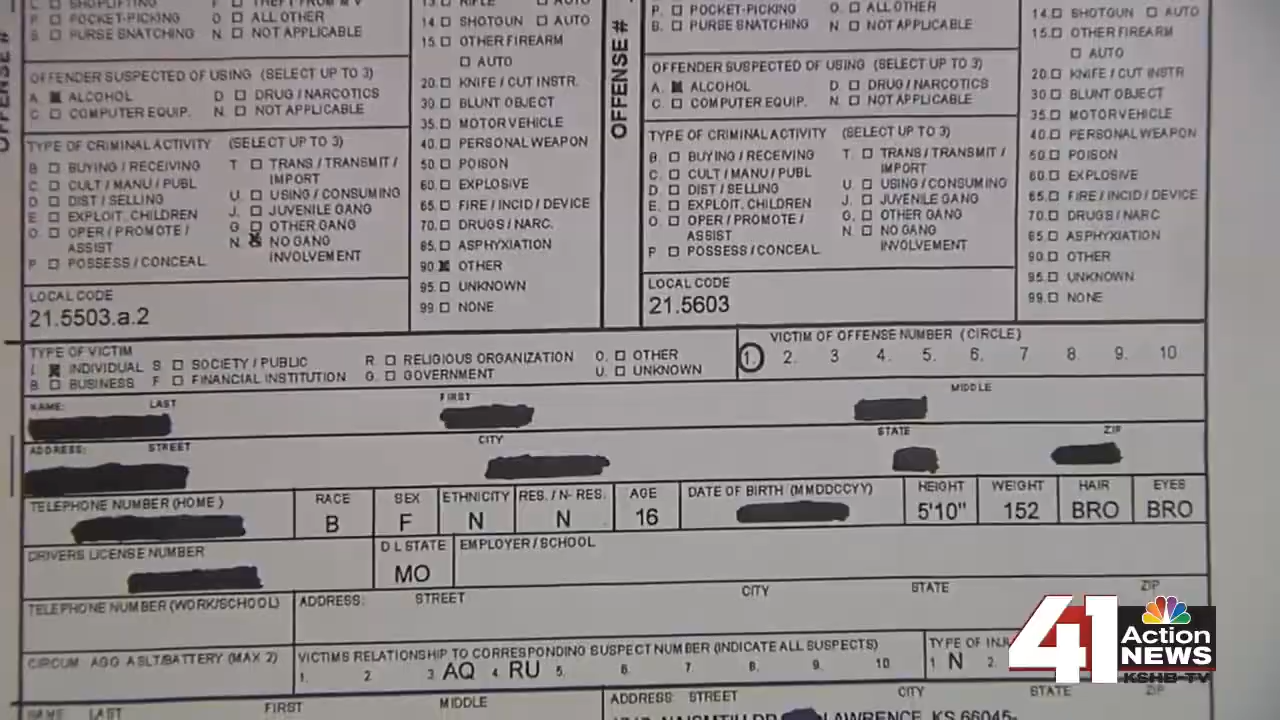 C. □ SHOPLIFTING F □ THEFT FROM M V
P. □ POCKET-PICKING O □ ALL OTHER
B □ PURSE SNATCHING N □ NOT APPLICABLE
OFFENDER SUSPECTED OF USING (SELECT UP TO 3)
A. ■ ALCOHOL D □ DRUG / NARCOTICS
C □ COMPUTER EQUIP. N □ NOT APPLICABLE
TYPE OF CRIMINAL ACTIVITY (SELECT UP TO 3)
B □ BUYING / RECEIVING T □ TRANS / TRANSMIT /
IMPORT
C. □ CULT / MANU / PUBL
D □ DIST / SELLING U. □ USING / CONSUMING
E □ EXPLOIT. CHILDREN J. □ JUVENILE GANG
O. □ OPER / PROMOTE / G □ OTHER GANG
ASSIST N. ☒ NO GANG
INVOLVEMENT
P □ POSSESS / CONCEAL
LOCAL CODE
21.5503.a.2
13. □ RIFLE □ AUTO
14 □ SHOTGUN □ AUTO
15 □ OTHER FIREARM
□ AUTO
20. □ KNIFE / CUT INSTR.
30 □ BLUNT OBJECT
35. □ MOTOR VEHICLE
40. □ PERSONAL WEAPON
50. □ POISON
60. □ EXPLOSIVE
65. □ FIRE / INCID / DEVICE
70. □ DRUGS / NARC.
85. □ ASPHYXIATION
90 ☒ OTHER
95 □ UNKNOWN
99 □ NONE
OFFENSE #
OFFENSE #
P. □ POCKET-PICKING O. □ ALL OTHER
B. □ PURSE SNATCHING N □ NOT APPLICABLE
OFFENDER SUSPECTED OF USING (SELECT UP TO 3)
A. ☒ ALCOHOL D. □ DRUG / NARCOTICS
C. □ COMPUTER EQUIP. N. □ NOT APPLICABLE
TYPE OF CRIMINAL ACTIVITY (SELECT UP TO 3)
B. □ BUYING / RECEIVING T. □ TRANS / TRANSMIT /
IMPORT
C. □ CULT / MANU / PUBL
D. □ DIST / SELLING U. □ USING / CONSUMING
E. □ EXPLOIT. CHILDREN J. □ JUVENILE GANG
O. □ OPER / PROMOTE / G. □ OTHER GANG
ASSIST N □ NO GANG
INVOLVEMENT
P □ POSSESS / CONCEAL
LOCAL CODE
21.5603
14. □ SHOTGUN □ AUTO
15. □ OTHER FIREARM
□ AUTO
20. □ KNIFE / CUT INSTR
30 □ BLUNT OBJECT
35. □ MOTOR VEHICLE
40. □ PERSONAL WEAPON
50. □ POISON
60. □ EXPLOSIVE
65. □ FIRE / INCID / DEVICE
70. □ DRUGS / NARC
85. □ ASPHYXIATION
90. □ OTHER
95. □ UNKNOWN
99. □ NONE
TYPE OF VICTIM
I. ☒ INDIVIDUAL S □ SOCIETY / PUBLIC R □ RELIGIOUS ORGANIZATION O. □ OTHER
B □ BUSINESS F □ FINANCIAL INSTITUTION G. □ GOVERNMENT U. □ UNKNOWN
VICTIM OF OFFENSE NUMBER (CIRCLE)
1. 2. 3 4. 5. 6. 7 8. 9. 10
NAME: LAST FIRST MIDDLE
ADDRESS: STREET CITY STATE ZIP
TELEPHONE NUMBER (HOME) RACE SEX ETHNICITY RES. / N- RES. AGE DATE OF BIRTH (MMDDCCYY) HEIGHT WEIGHT HAIR EYES
B F N N 16 5'10" 152 BRO BRO
DRIVERS LICENSE NUMBER D L STATE EMPLOYER / SCHOOL
MO
TELEPHONE NUMBER (WORK/SCHOOL) ADDRESS: STREET CITY STATE ZIP
CIRCUM AGG ASLT/BATTERY (MAX 2) VICTIMS RELATIONSHIP TO CORRESPONDING SUSPECT NUMBER (INDICATE ALL SUSPECTS) TYPE OF
1. 2 3 AQ 4 RU 5. 6. 7. 8. 9. 10 1 N 2.
NAME LAST FIRST MIDDLE ADDRESS: STREET CITY STATE ZIP
LAWRENCE, KS 66045-
41 Action
NEWS
KSHB-TV